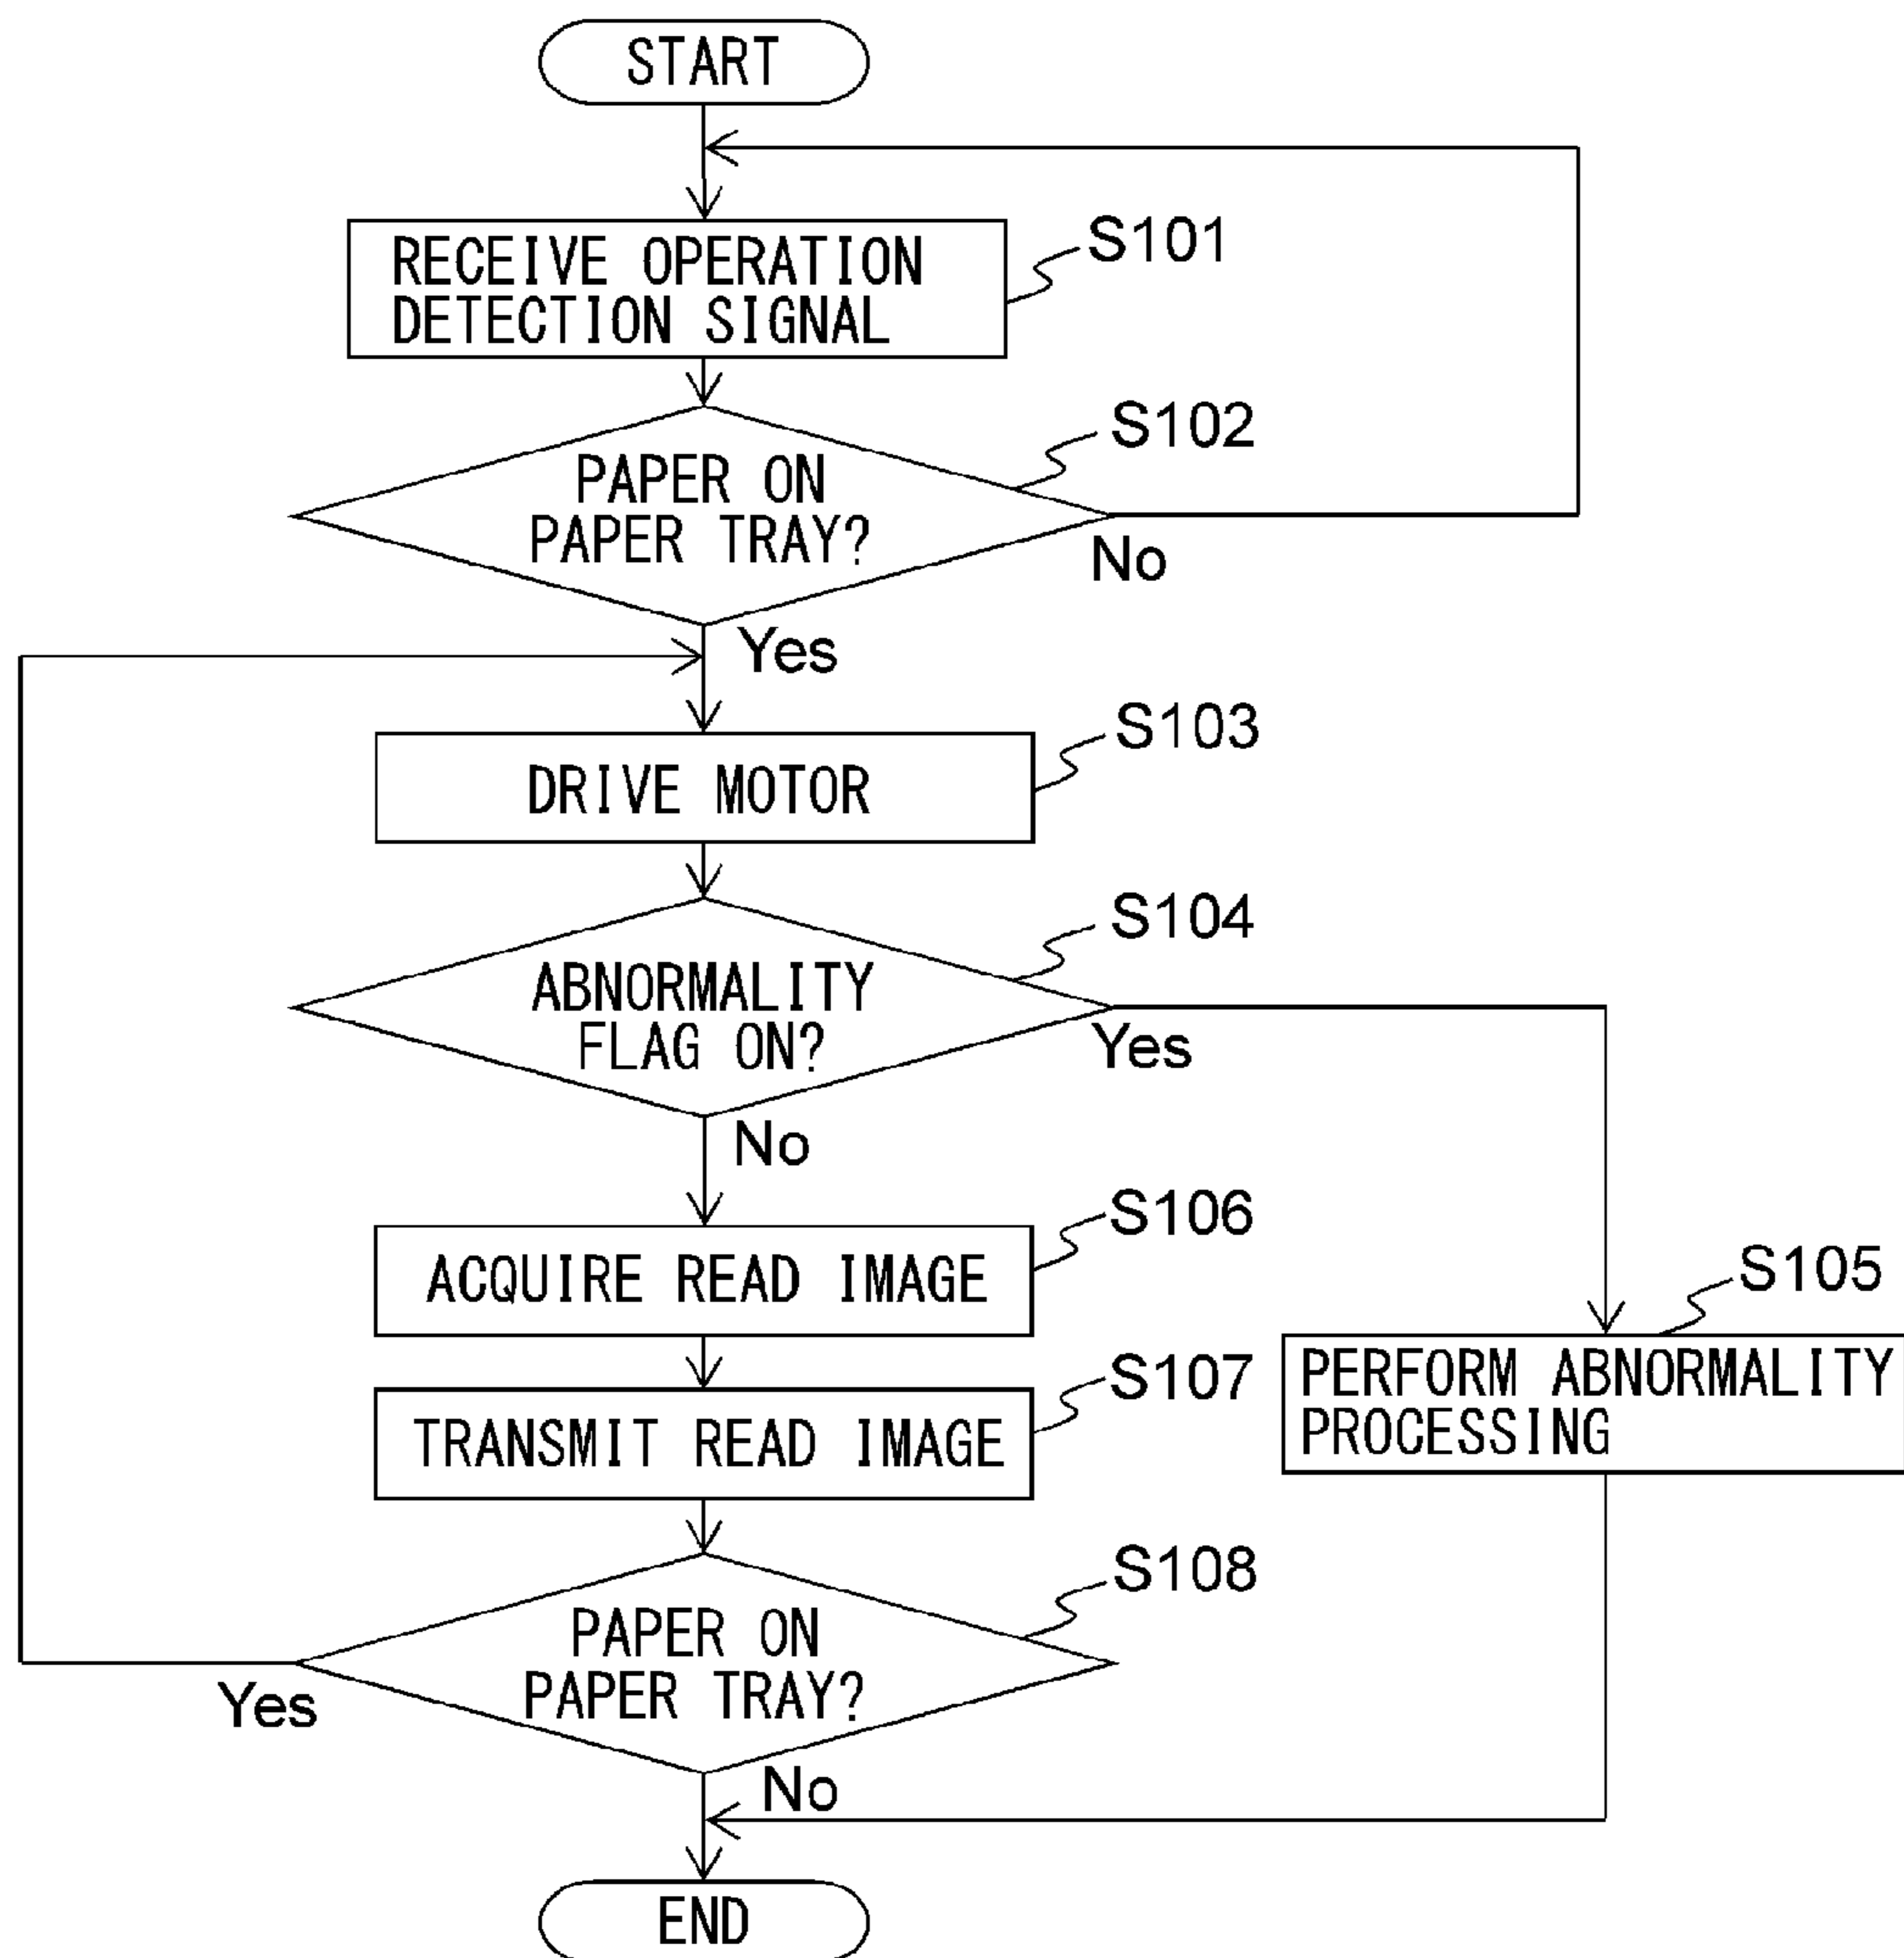 START
RECEIVE OPERATION
DETECTION SIGNAL
S101
PAPER ON
PAPER TRAY?
S102
No
Yes
DRIVE MOTOR
S103
ABNORMALITY
FLAG ON?
S104
Yes
No
ACQUIRE READ IMAGE
S106
PERFORM ABNORMALITY
PROCESSING
S105
TRANSMIT READ IMAGE
S107
PAPER ON
PAPER TRAY?
S108
Yes
No
END